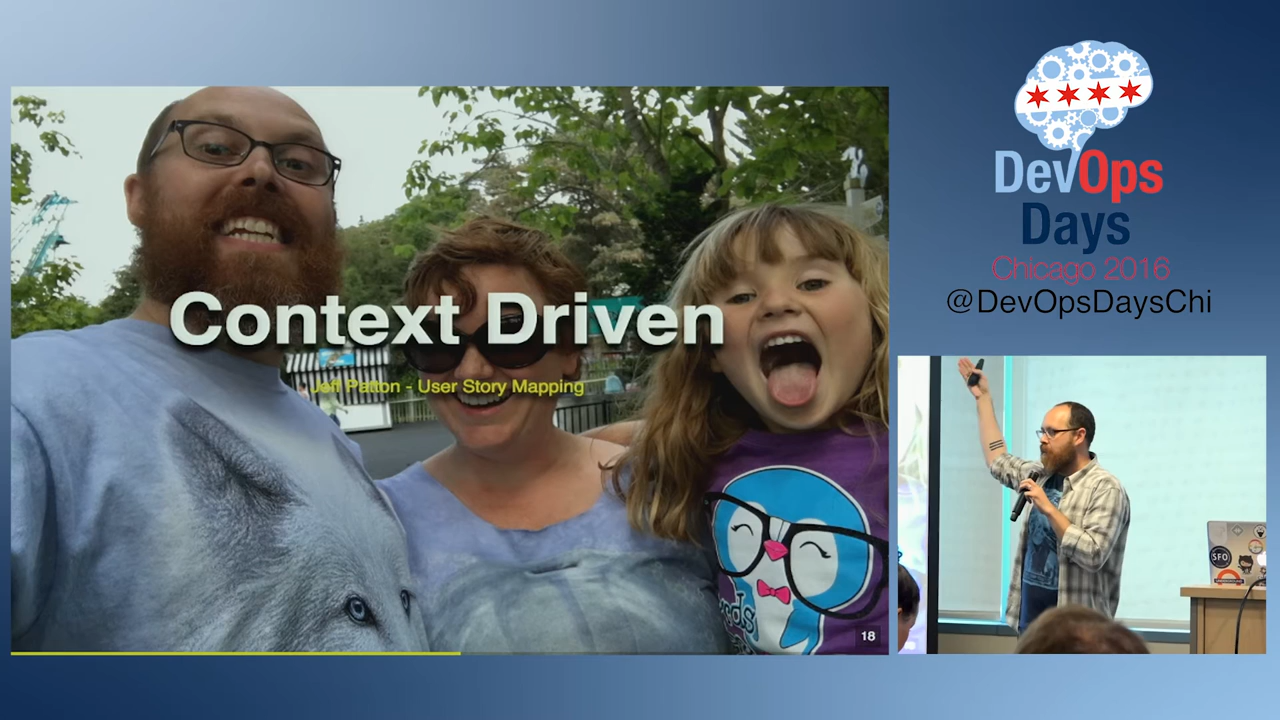 Context Driven
Jeff Patton - User Story Mapping
18
DevOps
Days
Chicago 2016
@DevOpsDaysChi
SFO